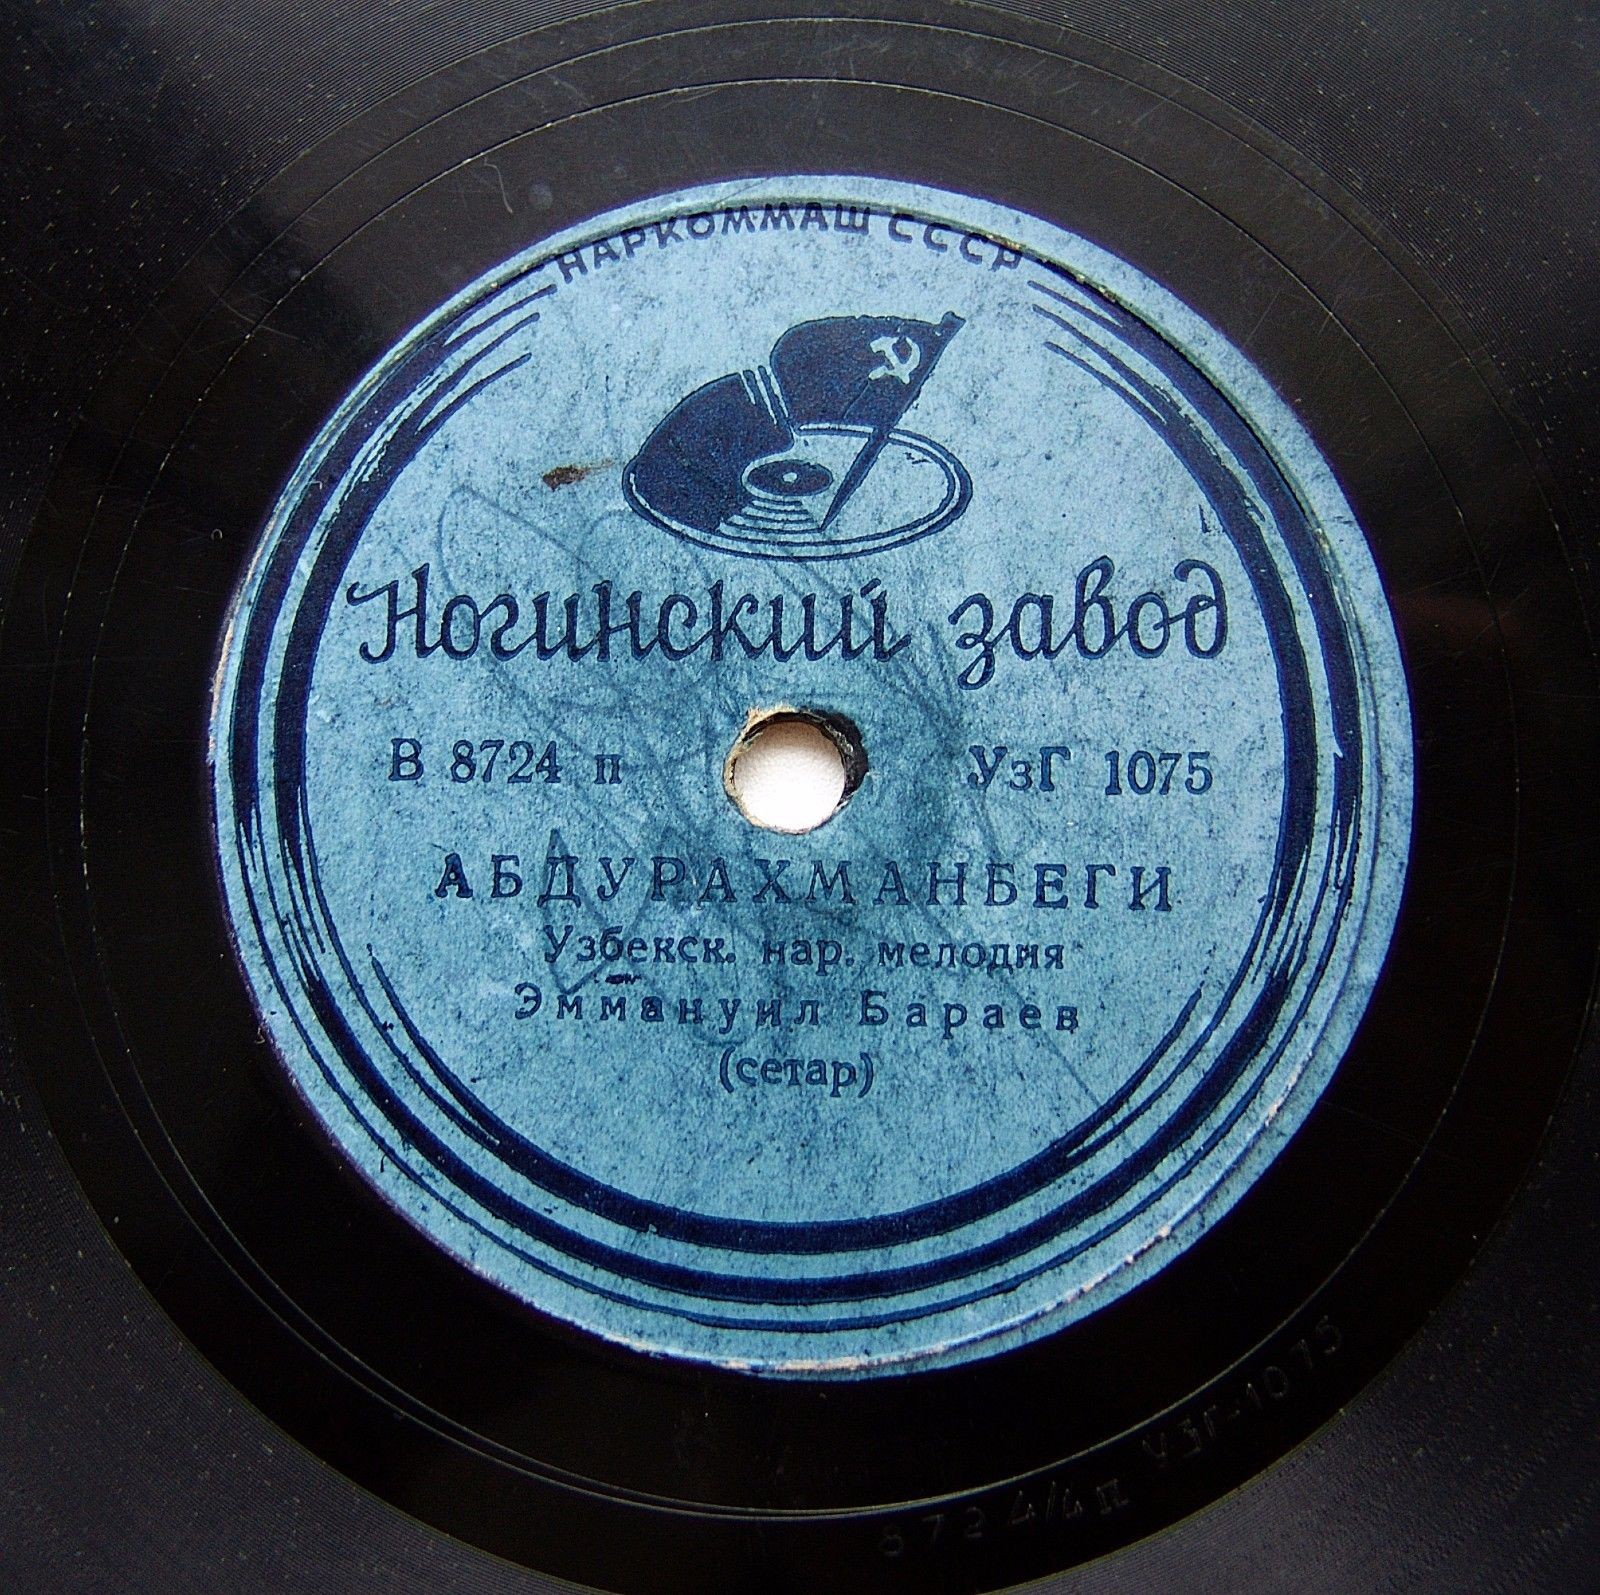 НАРКОММАШ СССР
Ногинский завод
В 8724 п УзГ 1075
АБДУРАХМАНБЕГИ
Узбекск. нар. мелодия
Эммануил Бараев
(сетар)
8724/4П УЗГ-1075